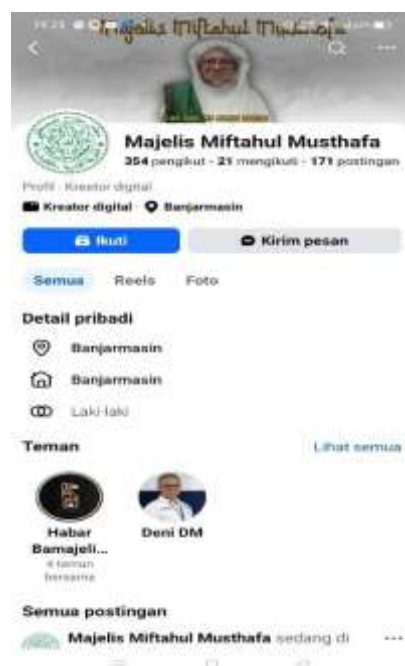 Majelis Miftahul Musthafa
Majelis Miftahul Musthafa
354 pengikut • 21 mengikuti • 171 postingan
Profil · Kreator digital
Kreator digital Banjarmasin
Ikuti
Kirim pesan
Semua Reels Foto
Detail pribadi
Banjarmasin
Banjarmasin
Laki-laki
Teman Lihat semua
Habar Bamajeli...
4 teman bersama
Deni DM
Semua postingan
Majelis Miftahul Musthafa sedang di